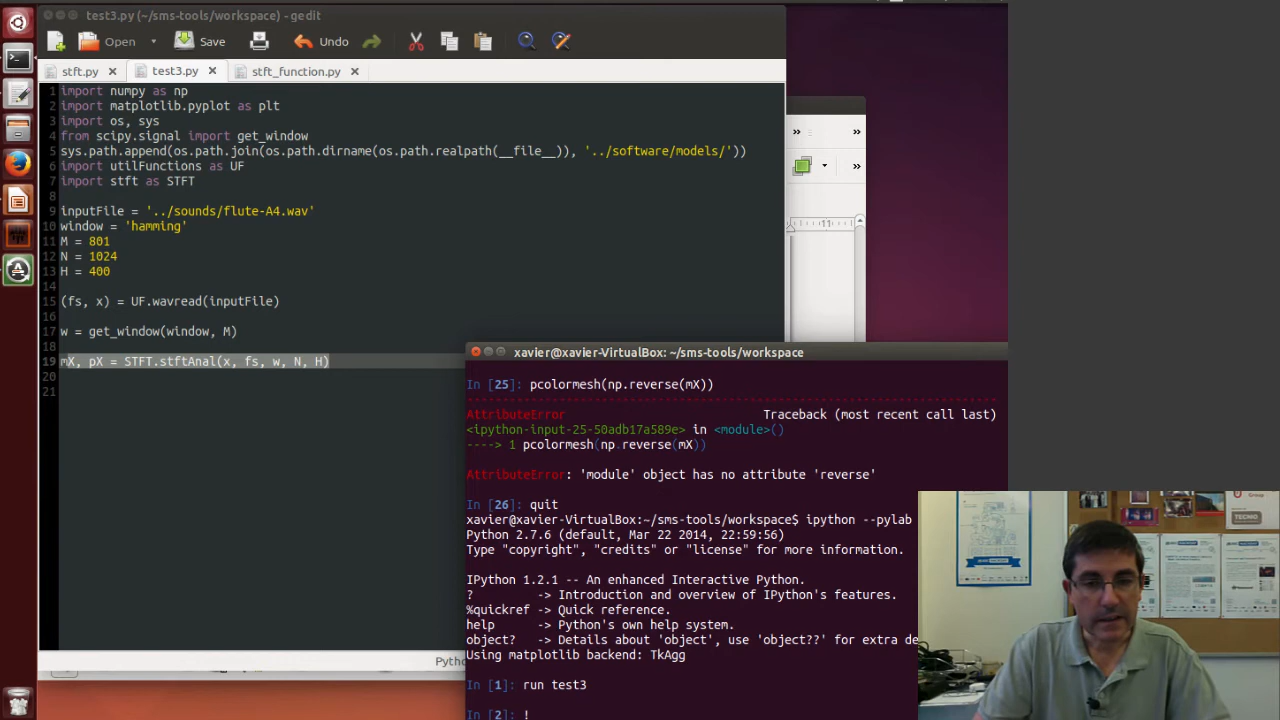 test3.py (~/sms-tools/workspace) - gedit
Open Save Undo
stft.py test3.py stft_function.py
1 import numpy as np
2 import matplotlib.pyplot as plt
3 import os, sys
4 from scipy.signal import get_window
5 sys.path.append(os.path.join(os.path.dirname(os.path.realpath(__file__)), '../software/models/'))
6 import utilFunctions as UF
7 import stft as STFT
8
9 inputFile = '../sounds/flute-A4.wav'
10 window = 'hamming'
11 M = 801
12 N = 1024
13 H = 400
14
15 (fs, x) = UF.wavread(inputFile)
16
17 w = get_window(window, M)
18
19 mX, pX = STFT.stftAnal(x, fs, w, N, H)
20
21
Pytho
11
xavier@xavier-VirtualBox: ~/sms-tools/workspace
In [25]: pcolormesh(np.reverse(mX))
AttributeError Traceback (most recent call last)
<ipython-input-25-50adb17a589e> in <module>()
----> 1 pcolormesh(np.reverse(mX))
AttributeError: 'module' object has no attribute 'reverse'
In [26]: quit
xavier@xavier-VirtualBox:~/sms-tools/workspace$ ipython --pylab
Python 2.7.6 (default, Mar 22 2014, 22:59:56)
Type "copyright", "credits" or "license" for more information.
IPython 1.2.1 -- An enhanced Interactive Python.
? -> Introduction and overview of IPython's features.
%quickref -> Quick reference.
help -> Python's own help system.
object? -> Details about 'object', use 'object??' for extra de
Using matplotlib backend: TkAgg
In [1]: run test3
In [2]: !